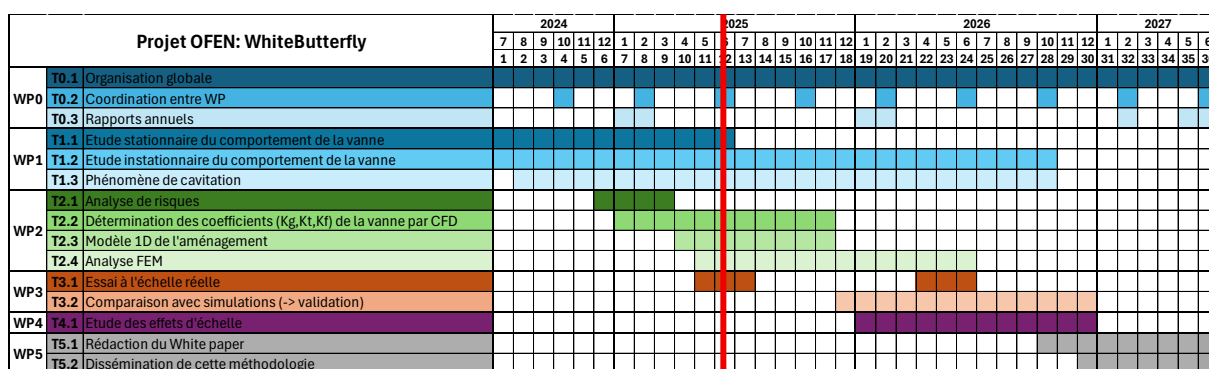 Projet OFEN: WhiteButterfly
2024 2025 2026 2027
7 8 9 10 11 12 1 2 3 4 5 6 7 8 9 10 11 12 1 2 3 4 5 6 7 8 9 10 11 12 1 2 3 4 5 6
1 2 3 4 5 6 7 8 9 10 11 12 13 14 15 16 17 18 19 20 21 22 23 24 25 26 27 28 29 30 31 32 33 34 35
WP0
T0.1 Organisation globale
T0.2 Coordination entre WP
T0.3 Rapports annuels
WP1
T1.1 Etude stationnaire du comportement de la vanne
T1.2 Etude instationnaire du comportement de la vanne
T1.3 Phénomène de cavitation
WP2
T2.1 Analyse de risques
T2.2 Détermination des coefficients (Kg,Kt,Kf) de la vanne par CFD
T2.3 Modèle 1D de l'aménagement
T2.4 Analyse FEM
WP3
T3.1 Essai à l'échelle réelle
T3.2 Comparaison avec simulations (-> validation)
WP4 T4.1 Etude des effets d'échelle
WP5
T5.1 Rédaction du White paper
T5.2 Dissémination de cette méthodologie